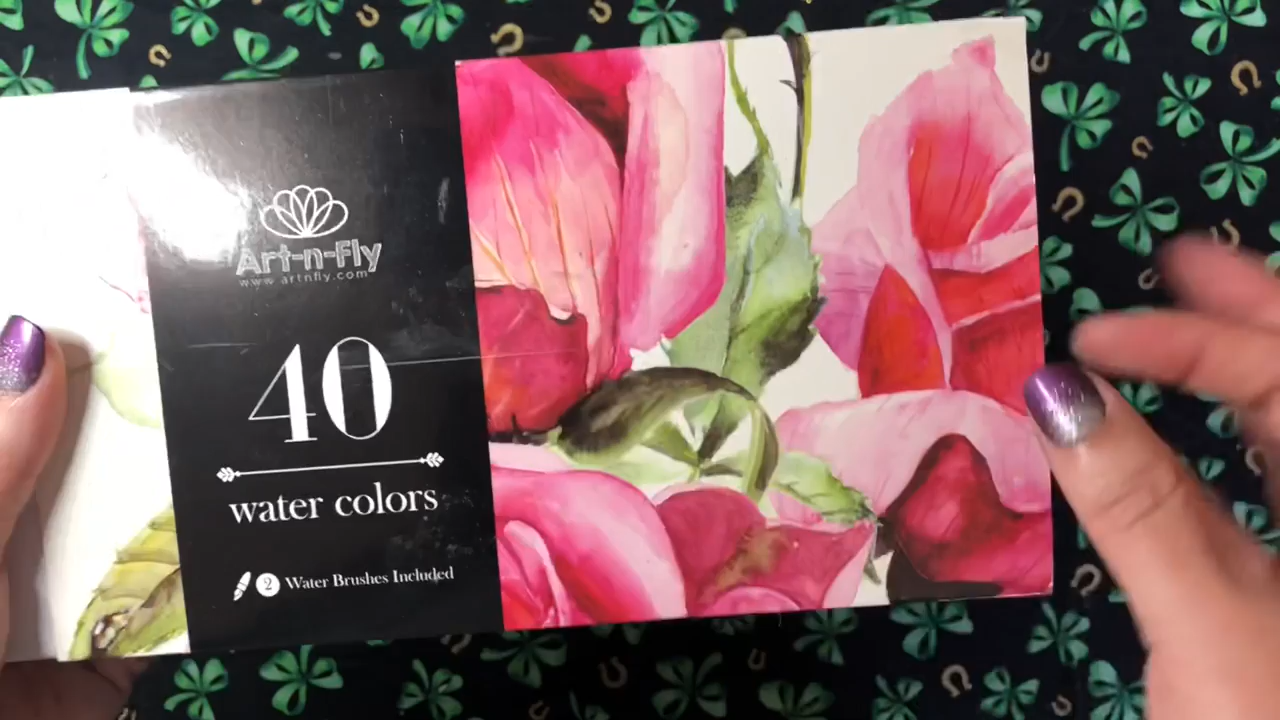 Art-n-Fly
www.artnfly.com
40
water colors
2 Water Brushes Included